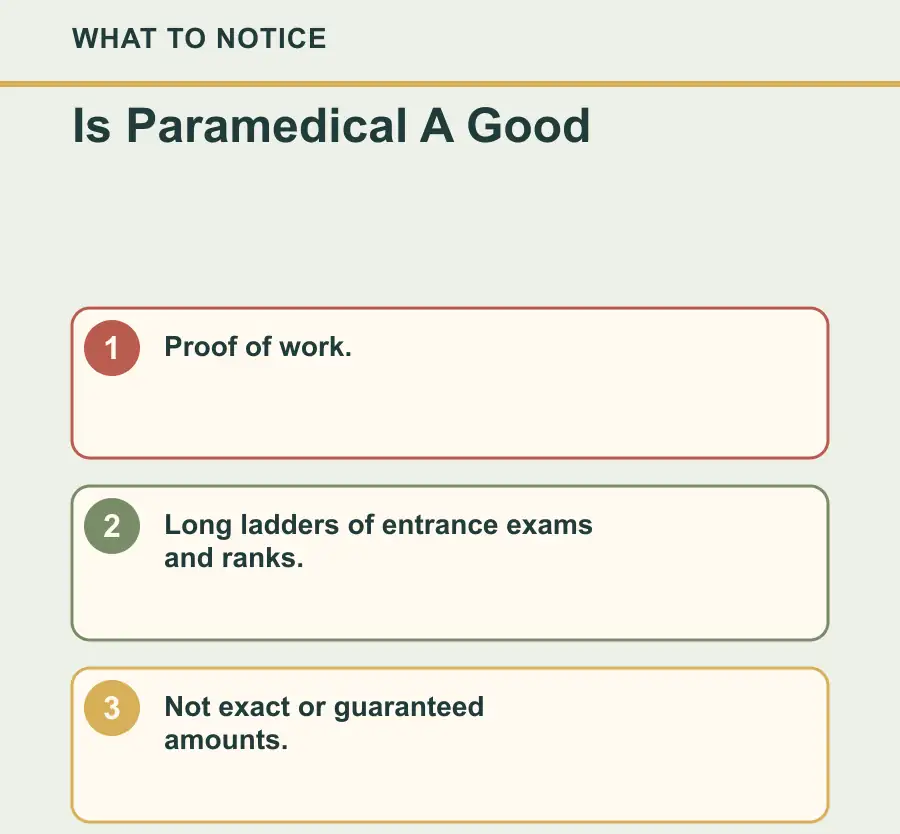 WHAT TO NOTICE
Is Paramedical A Good
1
Proof of work.
2
Long ladders of entrance exams
and ranks.
3
Not exact or guaranteed
amounts.